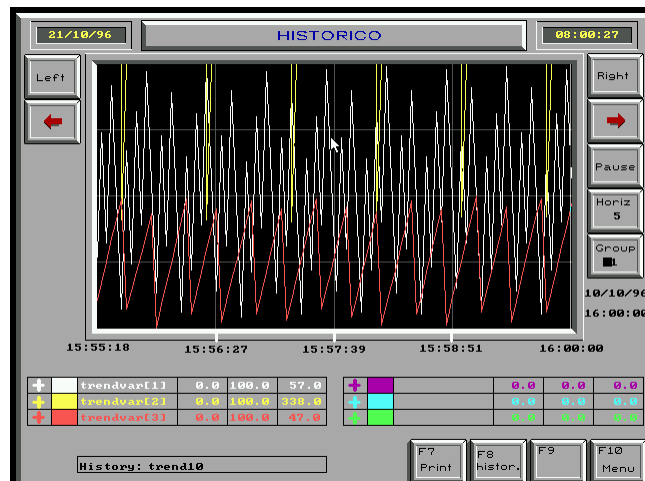 21/10/96 HISTORICO 08:00:27
Left Right
Pause
Horiz
5
Group
1
10/10/96
16:00:00
15:55:18 15:56:27 15:57:39 15:58:51 16:00:00
trendvar[1] 0.0 100.0 57.0 0.0 0.0 0.0
trendvar[2] 0.0 100.0 338.0 0.0 0.0 0.0
trendvar[3] 0.0 100.0 47.0 0.0 0.0 0.0
F7 F8 F9 F10
Print histor. Menu
History: trend10